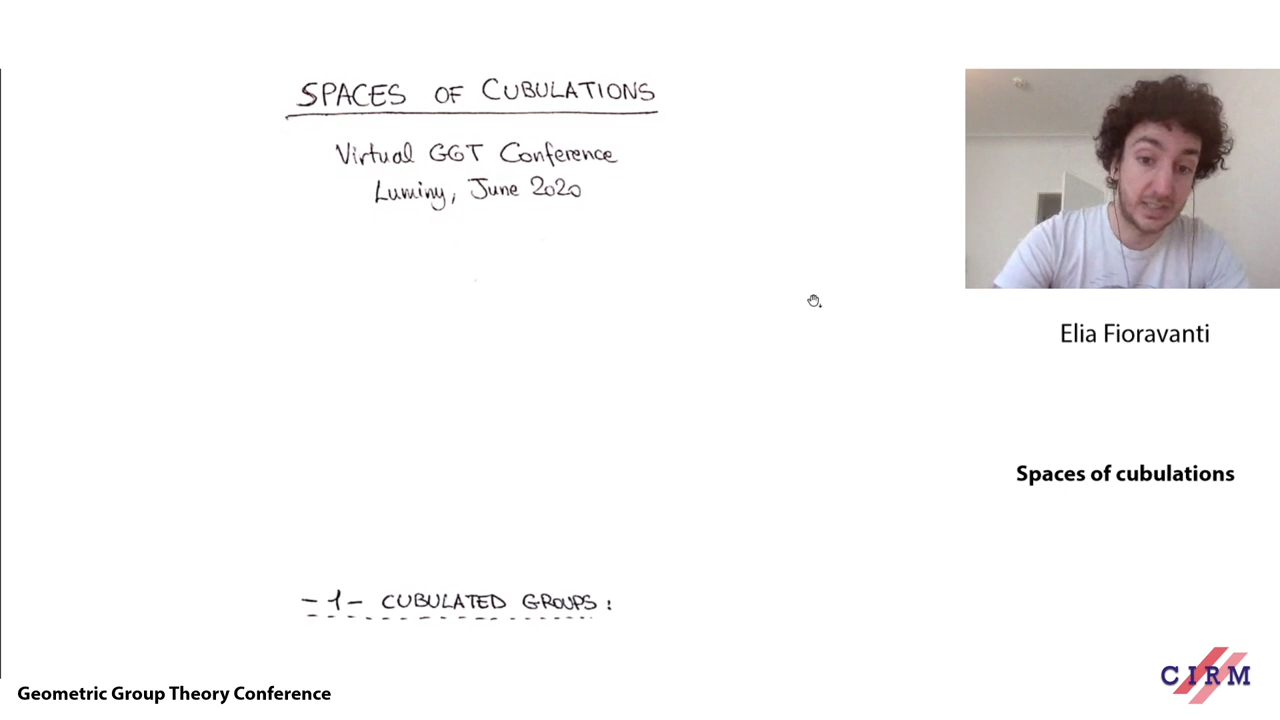 SPACES OF CUBULATIONS
Virtual GGT Conference
Luminy, June 2020
Elia Fioravanti
Spaces of cubulations
-1- CUBULATED GROUPS:
CIRM
Geometric Group Theory Conference